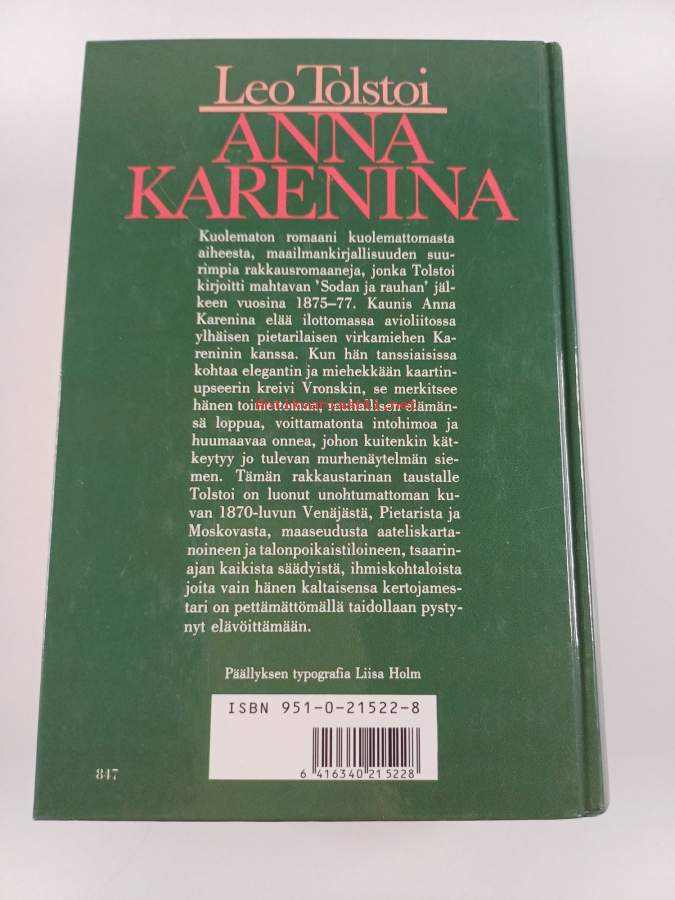 Leo Tolstoi
ANNA
KARENINA
Kuolematon romaani kuolemattomasta
aiheesta, maailmankirjallisuuden suu-
rimpia rakkausromaaneja, jonka Tolstoi
kirjoitti mahtavan 'Sodan ja rauhan' jäl-
keen vuosina 1875–77. Kaunis Anna
Karenina elää ilottomassa avioliitossa
ylhäisen pietarilaisen virkamiehen Ka-
reninin kanssa. Kun hän tanssiaisissa
kohtaa elegantin ja miehekkään kaartin-
upseerin kreivi Vronskin, se merkitsee
hänen rauhallisen elämän-
sä loppua, voittamatonta intohimoa ja
huumaavaa onnea, johon kuitenkin kät-
keytyy jo tulevan murhenäytelmän sie-
men. Tämän rakkaustarinan taustalle
Tolstoi on luonut unohtumattoman ku-
van 1870-luvun Venäjästä, Pietarista ja
Moskovasta, maaseudusta aateliskarta-
noineen ja talonpoikaistiloineen, tsaarin-
ajan kaikista säädyistä, ihmiskohtaloista
joita vain hänen kaltaisensa kertojames-
tari on pettämättömällä taidollaan pysty-
nyt elävöittämään.
Päällyksen typografia Liisa Holm
ISBN 951-0-21522-8
6 416340 215228
847